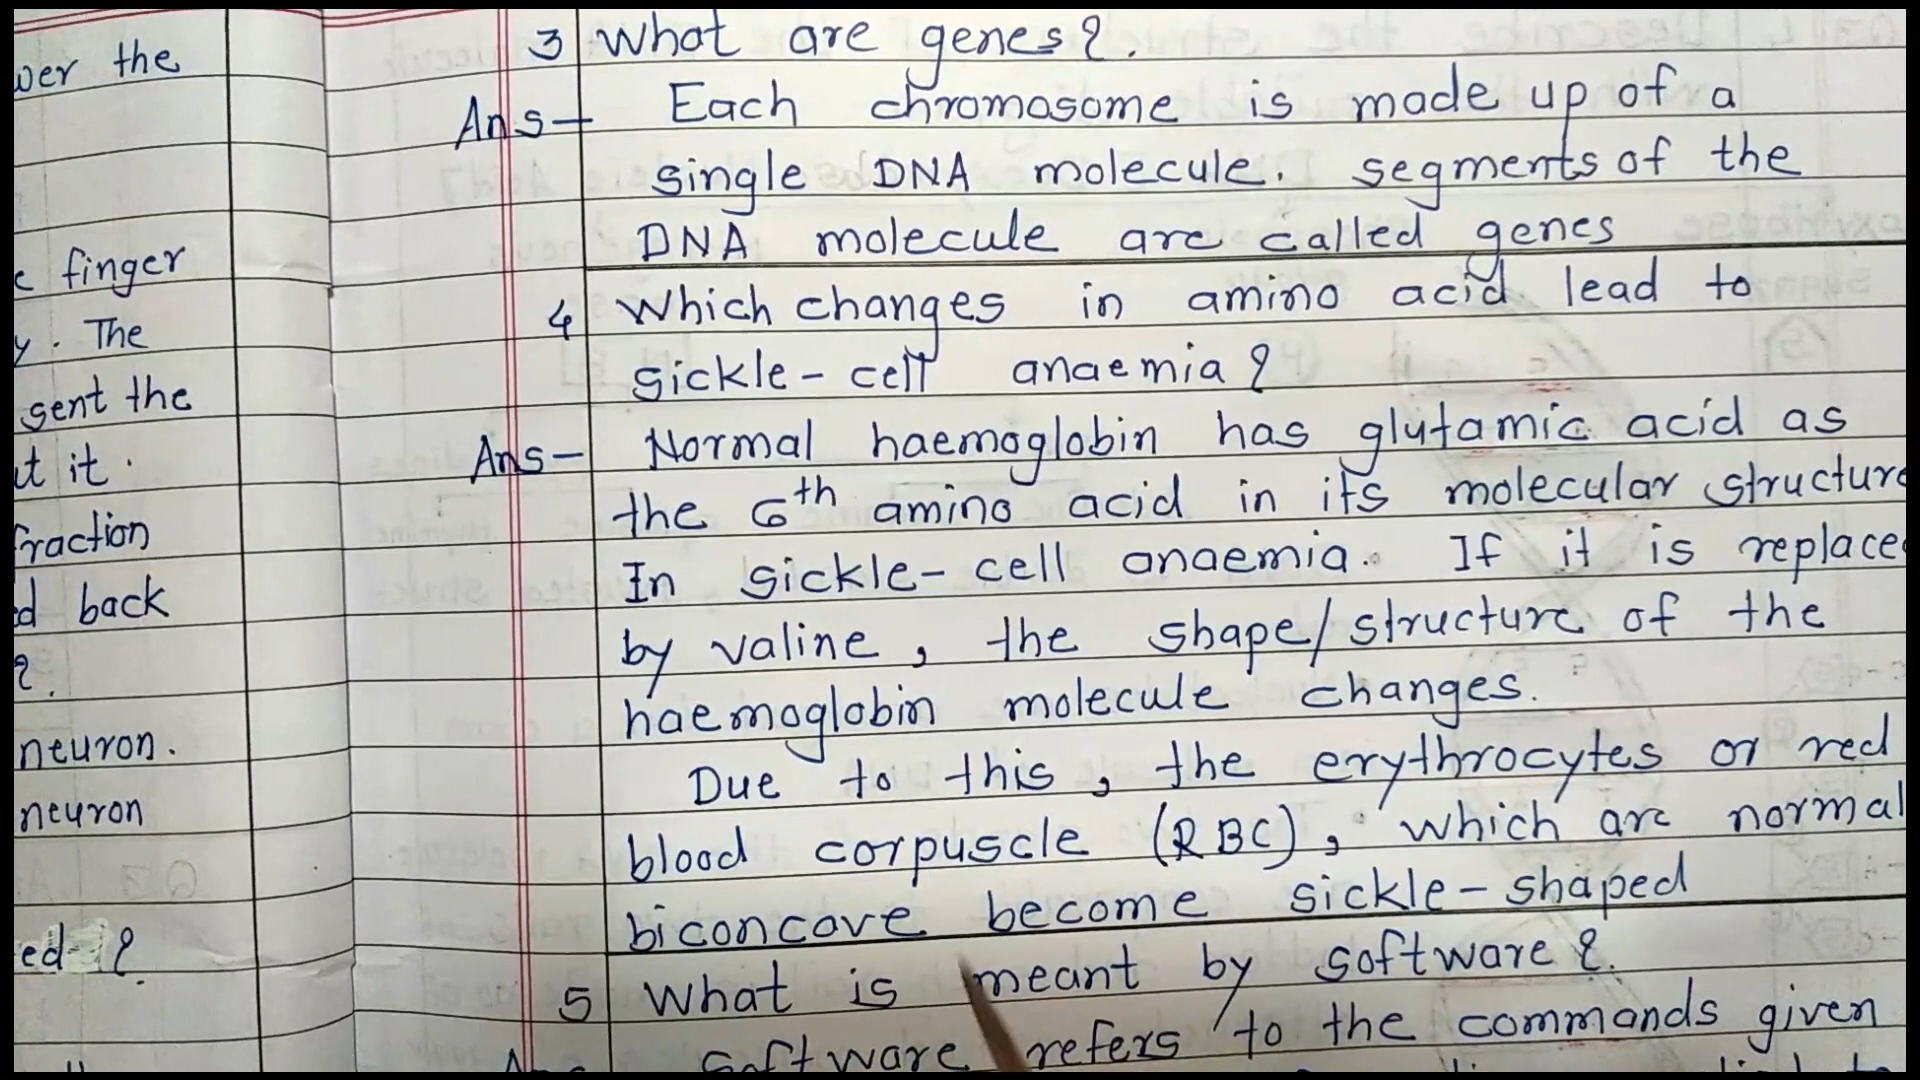 wer the
finger
y. The
sent the
it.
fraction
back
?.
neuron.
neuron
ed ?
3 What are genes?.
Ans- Each chromosome is made up of a
single DNA molecule. segments of the
DNA molecule are called genes
4 Which changes in amino acid lead to
sickle-cell anaemia?
Ans- Normal haemoglobin has glutamic acid as
the 6th amino acid in its molecular structure
In sickle-cell anaemia. If it is replace
by valine, the shape/structure of the
haemoglobin molecule changes.
Due to this, the erythrocytes or red
blood corpuscle (RBC), which are normal
biconcave become sickle-shaped
5 What is meant by software?.
software refers to the commands given